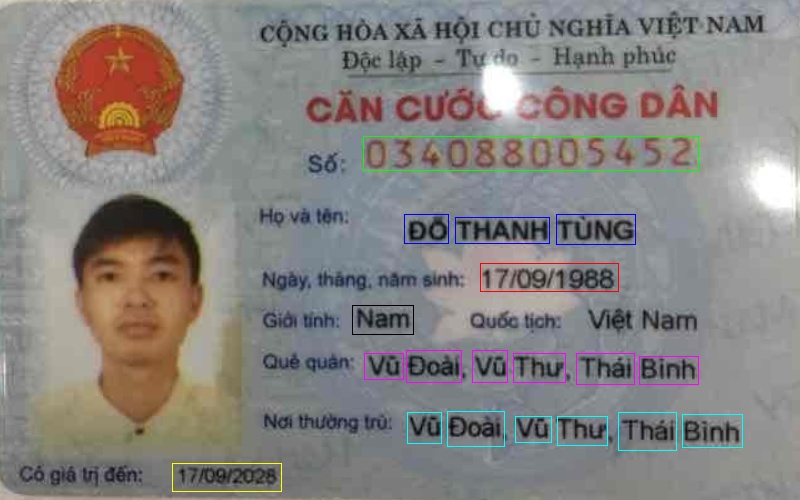 CỘNG HÒA XÃ HỘI CHỦ NGHĨA VIỆT NAM
Độc lập - Tự do - Hạnh phúc
CĂN CƯỚC CÔNG DÂN
Số: 034088005452
Họ và tên: ĐỖ THANH TÙNG
Ngày, tháng, năm sinh: 17/09/1988
Giới tính: Nam Quốc tịch: Việt Nam
Quê quán: Vũ Đoài, Vũ Thư, Thái Bình
Nơi thường trú: Vũ Đoài, Vũ Thư, Thái Bình
Có giá trị đến: 17/09/2028